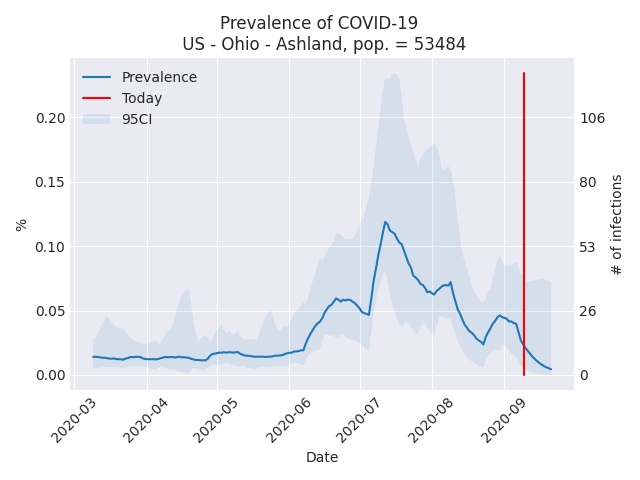 Prevalence of COVID-19
US - Ohio - Ashland, pop. = 53484
Prevalence
Today
95CI
0.20
0.15
0.10
0.05
0.00
%
106
80
53
26
0
# of infections
2020-03
2020-04
2020-05
2020-06
2020-07
2020-08
2020-09
Date